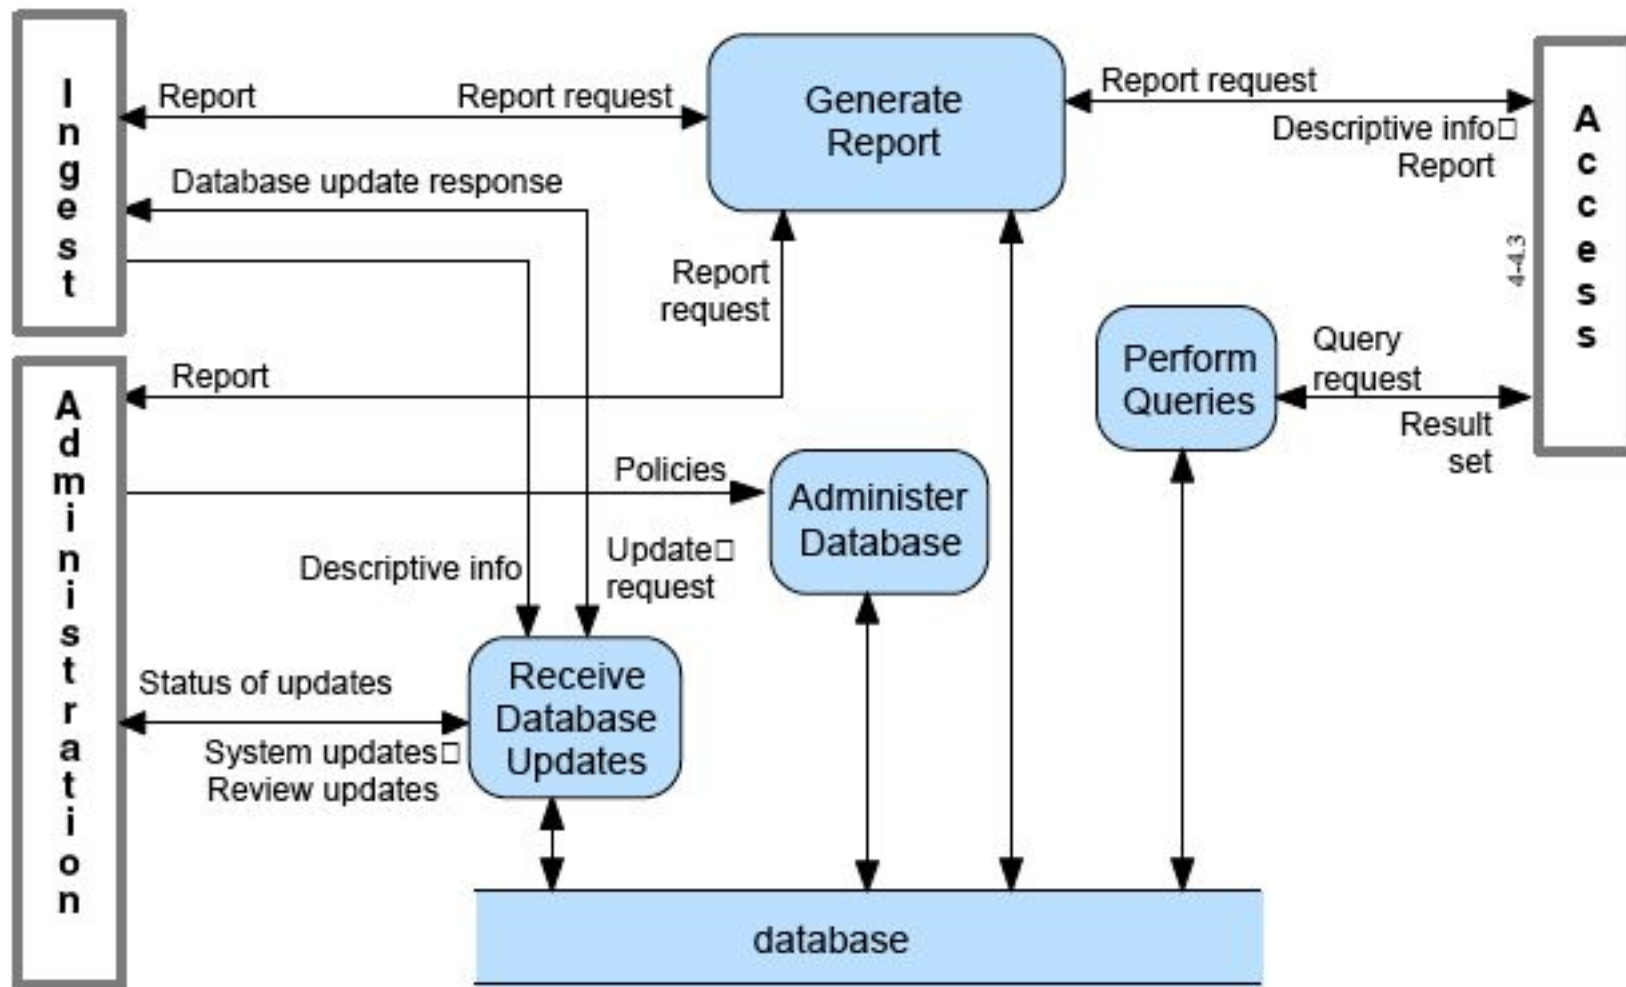 Ingest
Report
Report request
Generate
Report
Report request
Descriptive info□
Report
Access
Database update response
Report
request
4-4.3
Administration
Report
Perform
Queries
Query
request
Result
set
Policies
Administer
Database
Descriptive info
Update□
request
Status of updates
System updates□
Review updates
Receive
Database
Updates
database